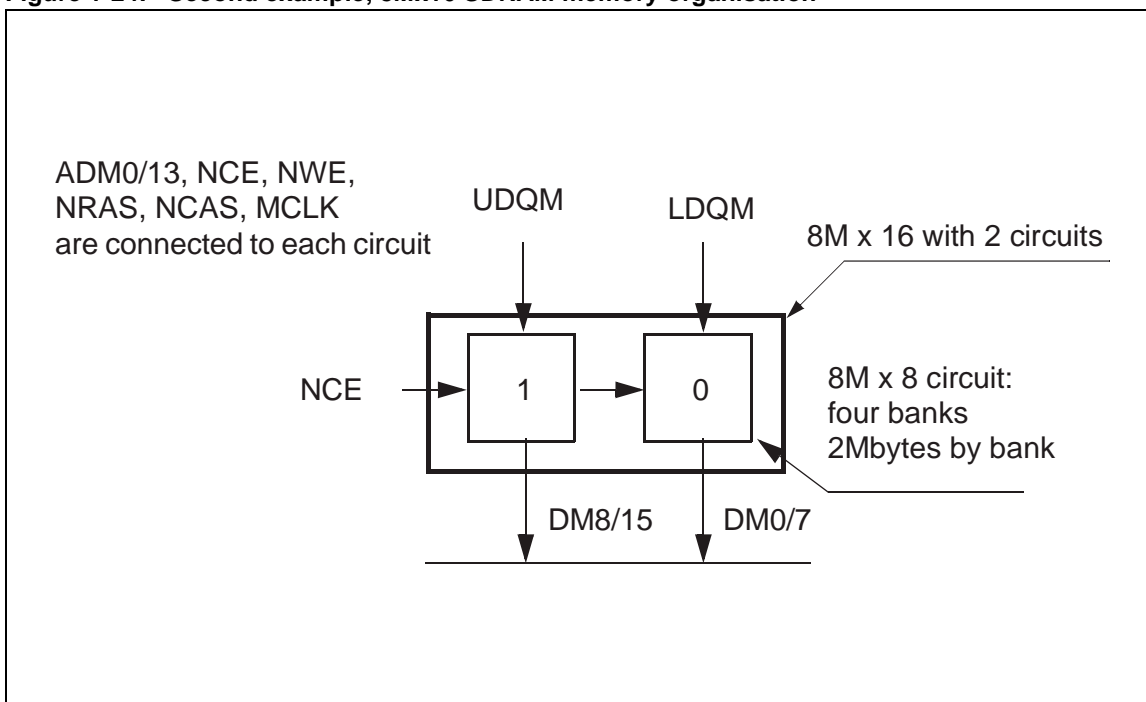 ADM0/13, NCE, NWE,
NRAS, NCAS, MCLK
are connected to each circuit
UDQM
LDQM
8M x 16 with 2 circuits
NCE
1
0
8M x 8 circuit:
four banks
2Mbytes by bank
DM8/15
DM0/7